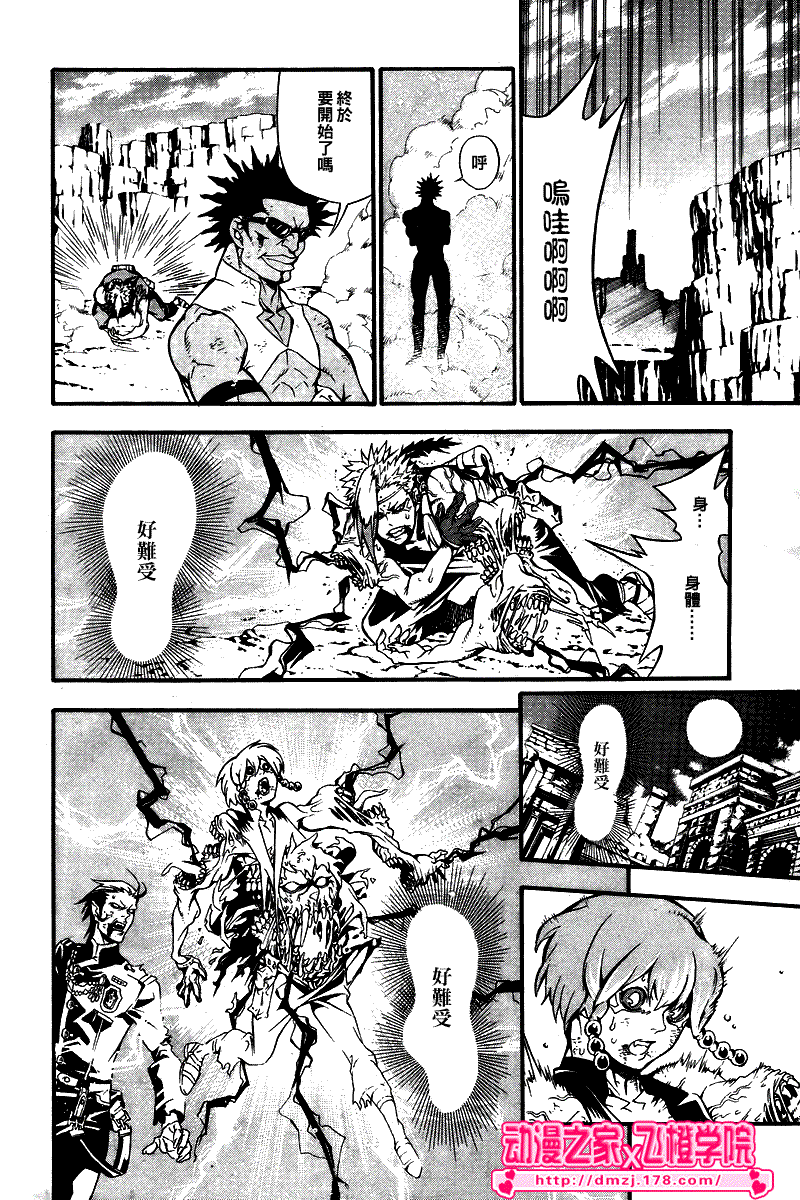 嗚哇啊啊啊
呼
終於
要開始了嗎
身……
身體……
好難受
好難受
好難受
动漫之家x飞橙学院
http://dmzj.178.com/